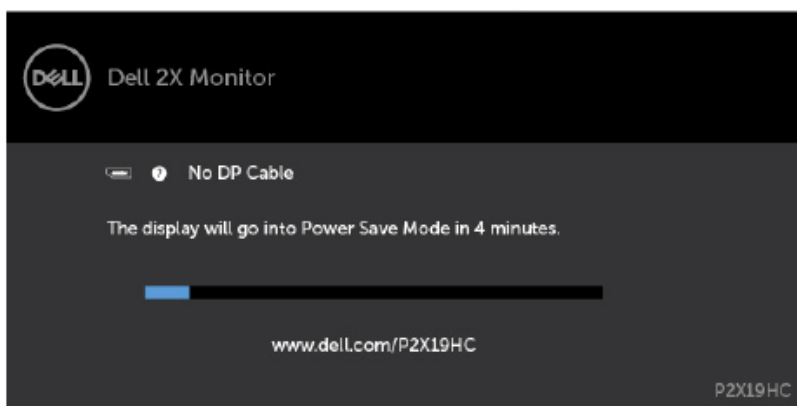 DELL
Dell 2X Monitor
? No DP Cable
The display will go into Power Save Mode in 4 minutes.
www.dell.com/P2X19HC
P2X19HC